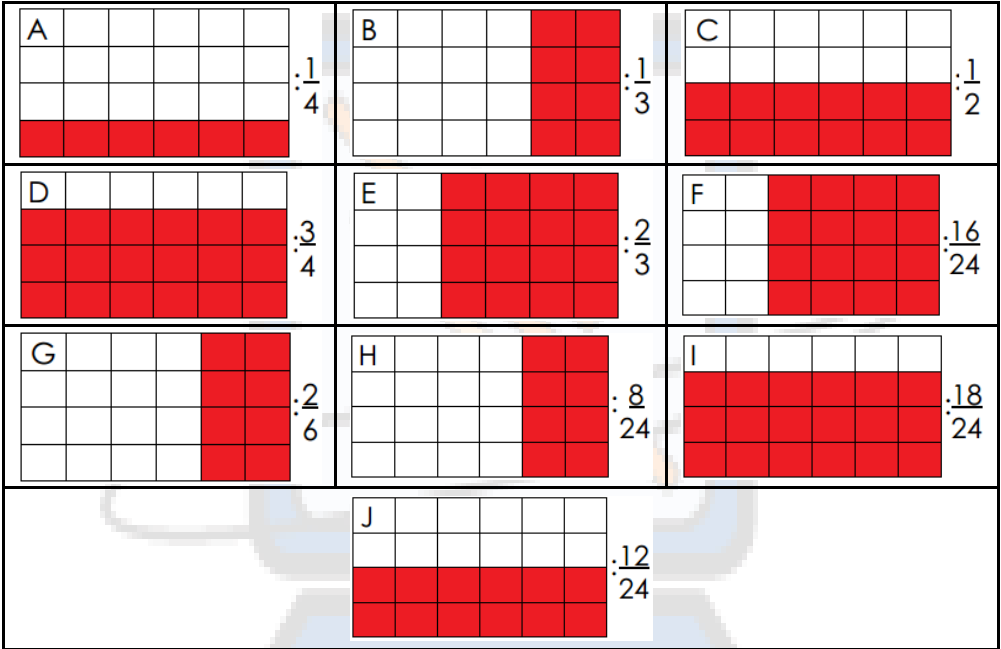 A : 1/4
B : 1/3
C : 1/2
D : 3/4
E : 2/3
F : 16/24
G : 2/6
H : 8/24
I : 18/24
J : 12/24